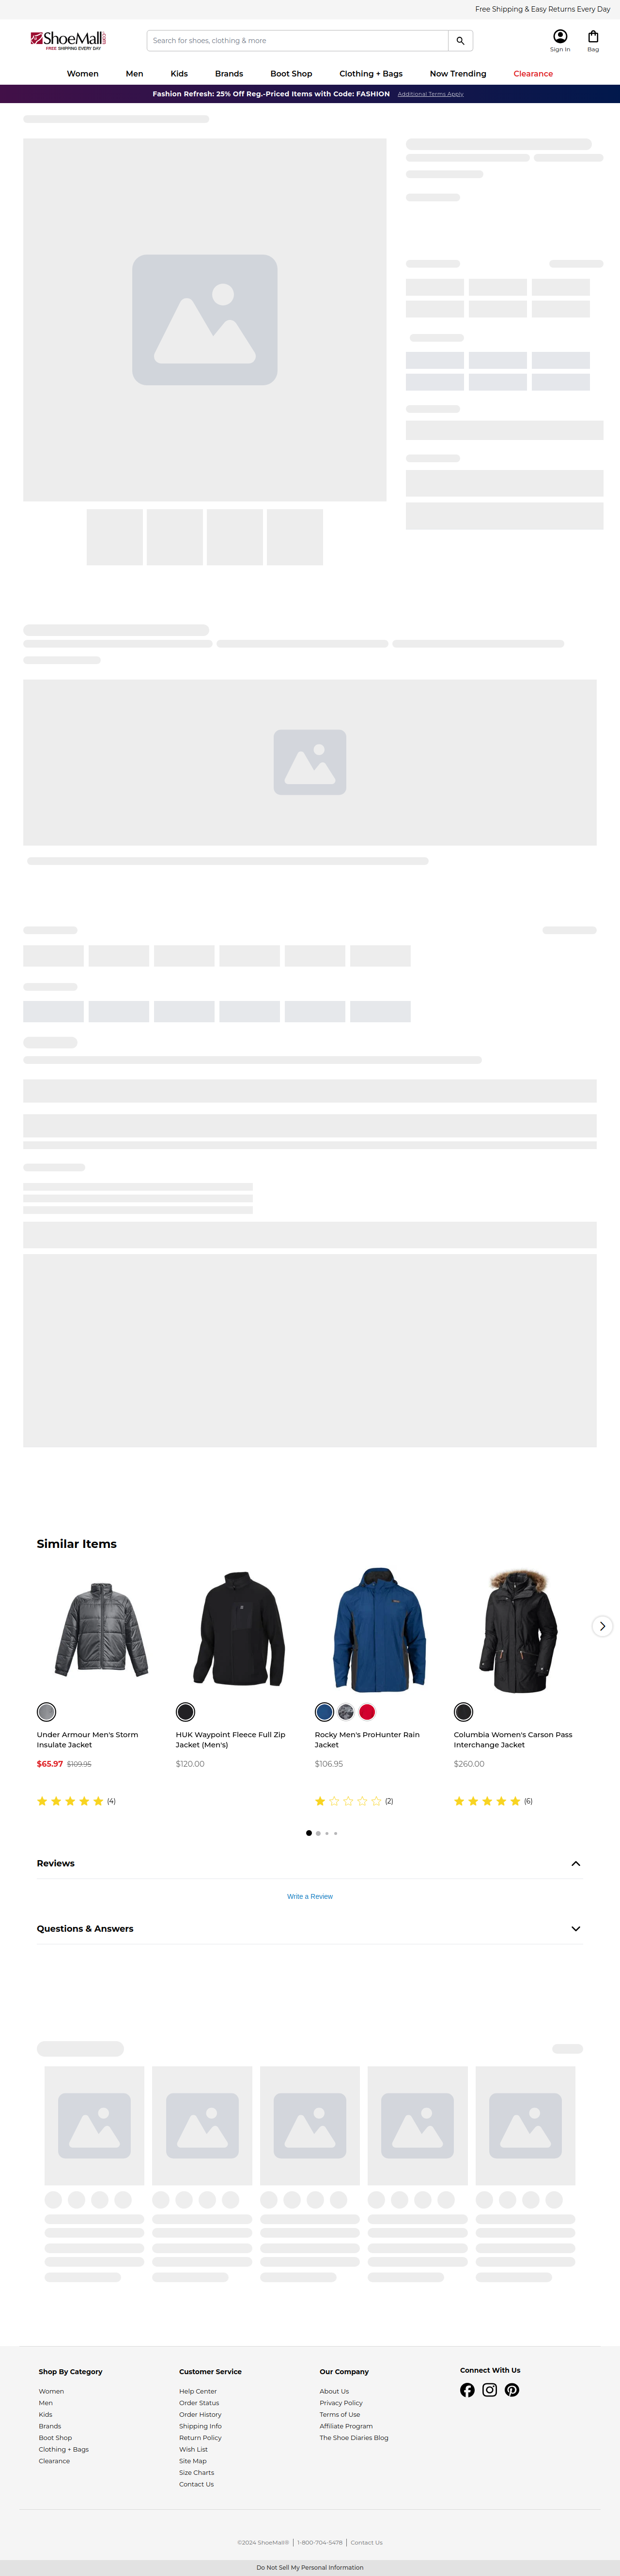 Free Shipping & Easy Returns Every Day
ShoeMall
FREE SHIPPING EVERY DAY
Search for shoes, clothing & more
Sign In
Bag
Women Men Kids Brands Boot Shop Clothing + Bags Now Trending Clearance
Fashion Refresh: 25% Off Reg.-Priced Items with Code: FASHION Additional Terms Apply
Similar Items
Under Armour Men's Storm
Insulate Jacket
$65.97 $109.95
(4)
HUK Waypoint Fleece Full Zip
Jacket (Men's)
$120.00
Rocky Men's ProHunter Rain
Jacket
$106.95
(2)
Columbia Women's Carson Pass
Interchange Jacket
$260.00
(6)
Reviews
Write a Review
Questions & Answers
Shop By Category
Women
Men
Kids
Brands
Boot Shop
Clothing + Bags
Clearance
Customer Service
Help Center
Order Status
Order History
Shipping Info
Return Policy
Wish List
Site Map
Size Charts
Contact Us
Our Company
About Us
Privacy Policy
Terms of Use
Affiliate Program
The Shoe Diaries Blog
Connect With Us
©2024 ShoeMall® | 1-800-704-5478 | Contact Us
Do Not Sell My Personal Information